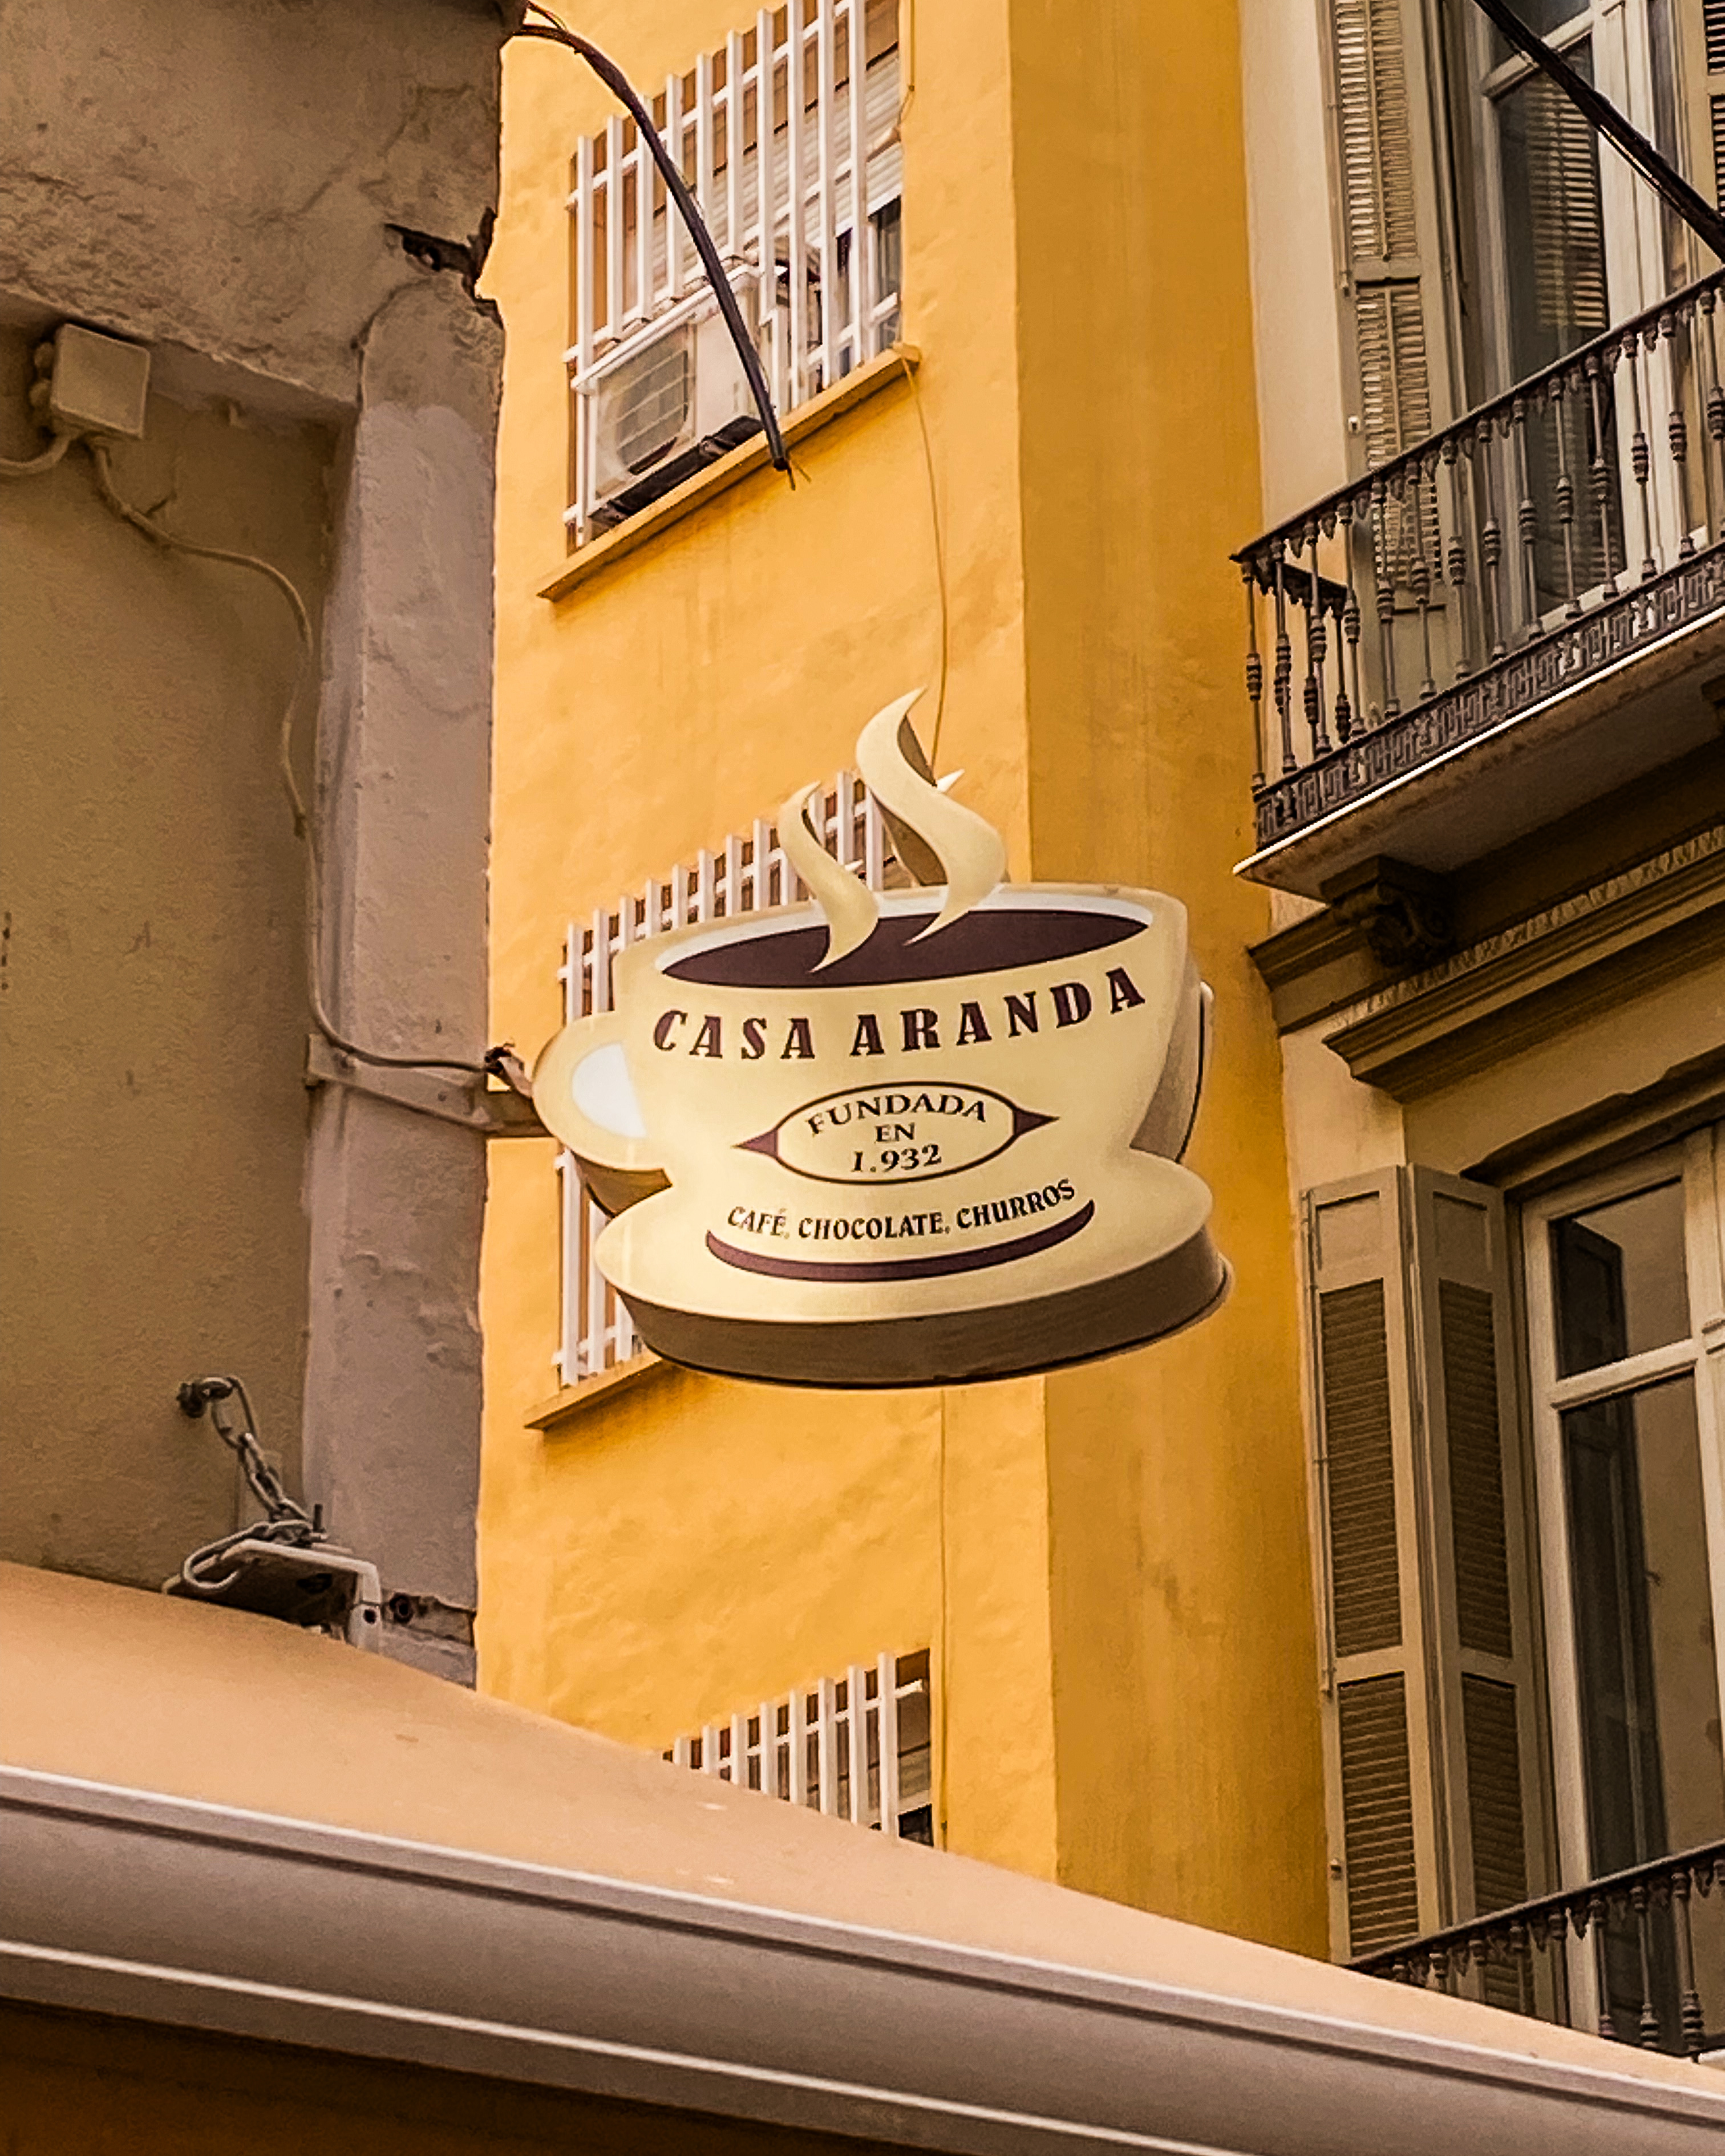 CASA ARANDA
FUNDADA
EN
1.932
CAFÉ, CHOCOLATE, CHURROS